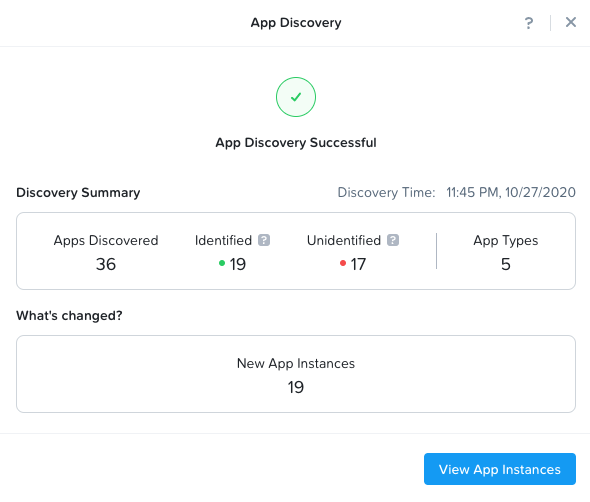 App Discovery ?
App Discovery Successful
Discovery Summary Discovery Time: 11:45 PM, 10/27/2020
Apps Discovered Identified ? Unidentified ? App Types
36 19 17 5
What's changed?
New App Instances
19
View App Instances